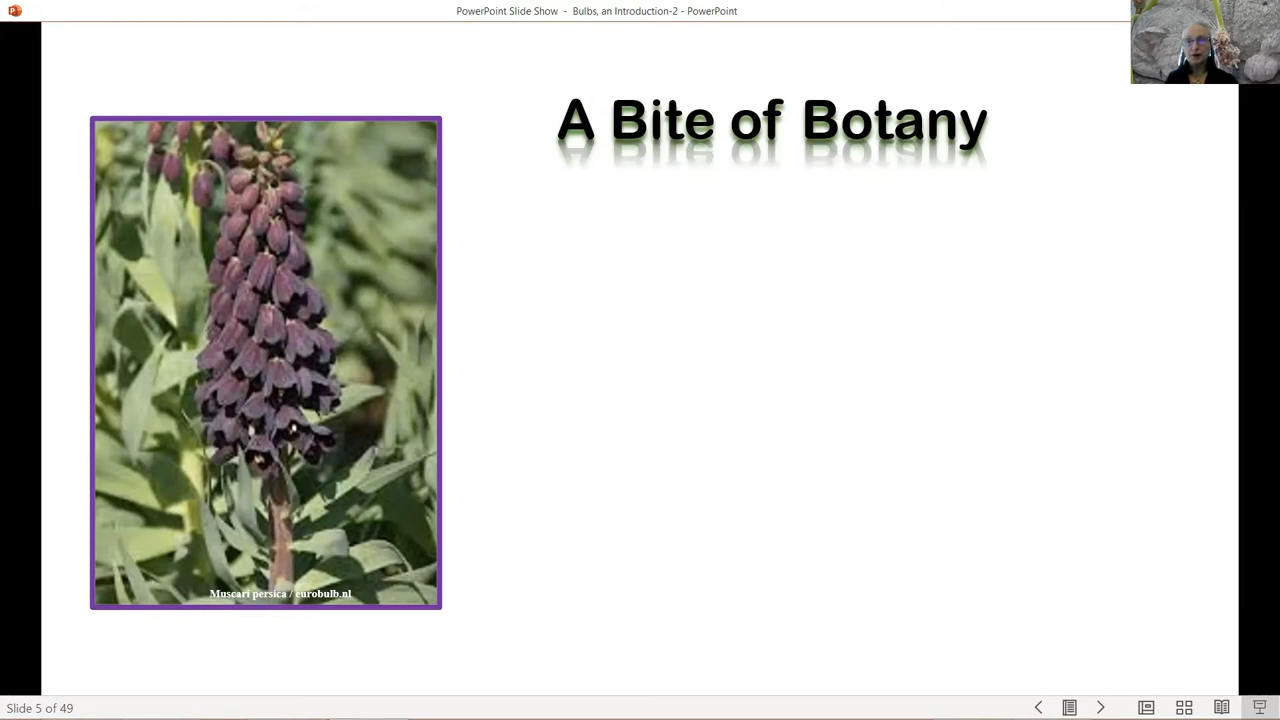 PowerPoint Slide Show - Bulbs, an Introduction-2 - PowerPoint
A Bite of Botany
Muscari persica / eurobulb.nl
Slide 5 of 49